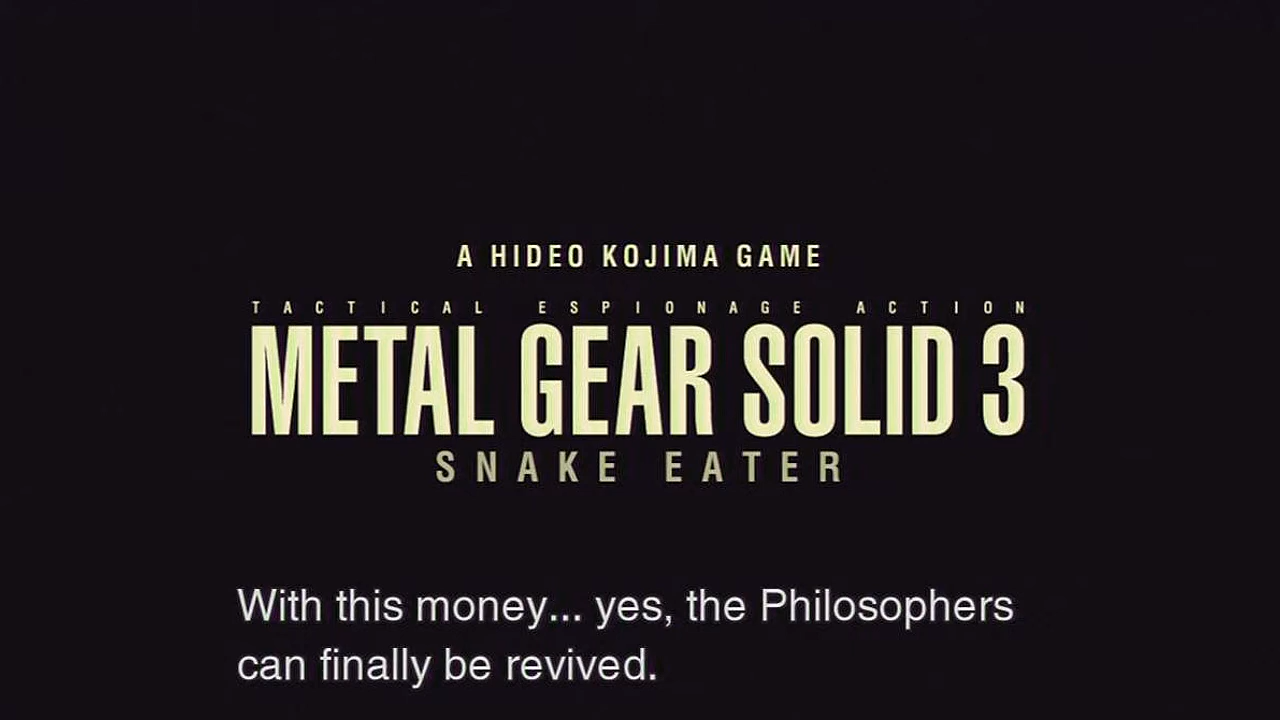 A HIDEO KOJIMA GAME
TACTICAL ESPIONAGE ACTION
METAL GEAR SOLID 3
SNAKE EATER
With this money... yes, the Philosophers
can finally be revived.